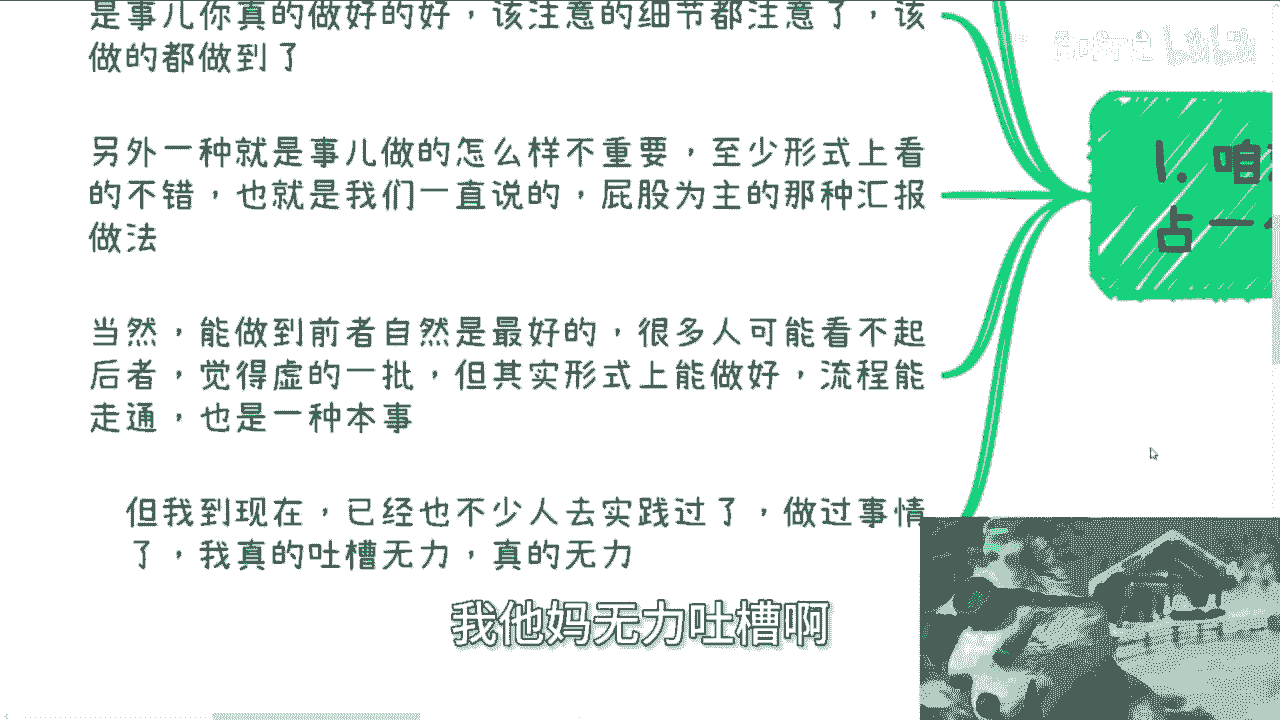 是事儿你真的做好的好，该注意的细节都注意了，该
做的都做到了
另外一种就是事儿做的怎么样不重要，至少形式上看
的不错，也就是我们一直说的，屁股为主的那种汇报
做法
当然，能做到前者自然是最好的，很多人可能看不起
后者，觉得虚的一批，但其实形式上能做好，流程能
走通，也是一种本事
但我到现在，已经也不少人去实践过了，做过事情
了，我真的吐槽无力，真的无力
1. 咱
占一
我他妈无力吐槽啊